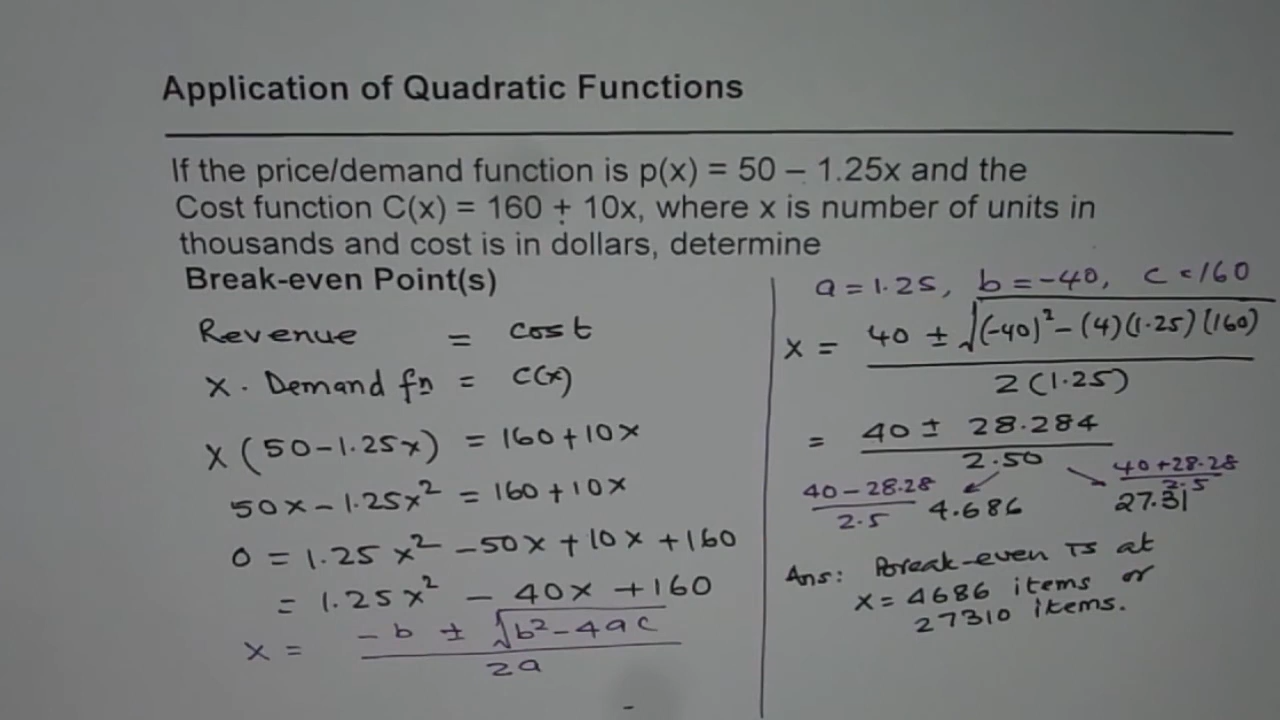 Application of Quadratic Functions
If the price/demand function is p(x) = 50 – 1.25x and the
Cost function C(x) = 160 + 10x, where x is number of units in
thousands and cost is in dollars, determine
Break-even Point(s)
Revenue = cost
x . Demand fn = C(x)
x (50-1.25x) = 160+10x
50x - 1.25x² = 160+10x
0 = 1.25x² - 50x + 10x + 160
= 1.25x² - 40x + 160
x = -b ± √b²-4ac / 2a
a = 1.25, b = -40, c = 160
x = 40 ± √(-40)² - (4)(1.25)(160) / 2(1.25)
= 40 ± 28.284 / 2.50
40 - 28.28 / 2.5 4.686
40 + 28.28 / 2.5 27.31
Ans: Break-even is at
x = 4686 items or
27310 items.